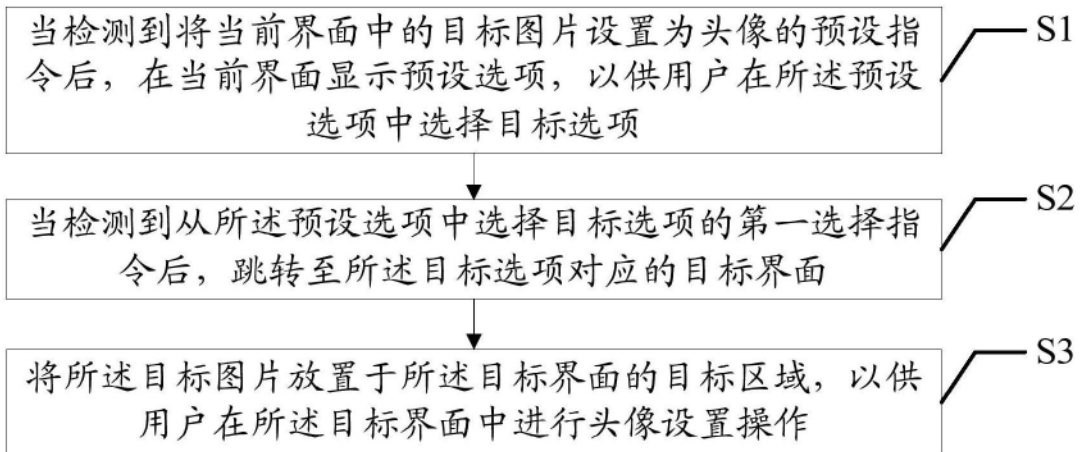 当检测到将当前界面中的目标图片设置为头像的预设指
令后，在当前界面显示预设选项，以供用户在所述预设
选项中选择目标选项
S1
当检测到从所述预设选项中选择目标选项的第一选择指
令后，跳转至所述目标选项对应的目标界面
S2
将所述目标图片放置于所述目标界面的目标区域，以供
用户在所述目标界面中进行头像设置操作
S3